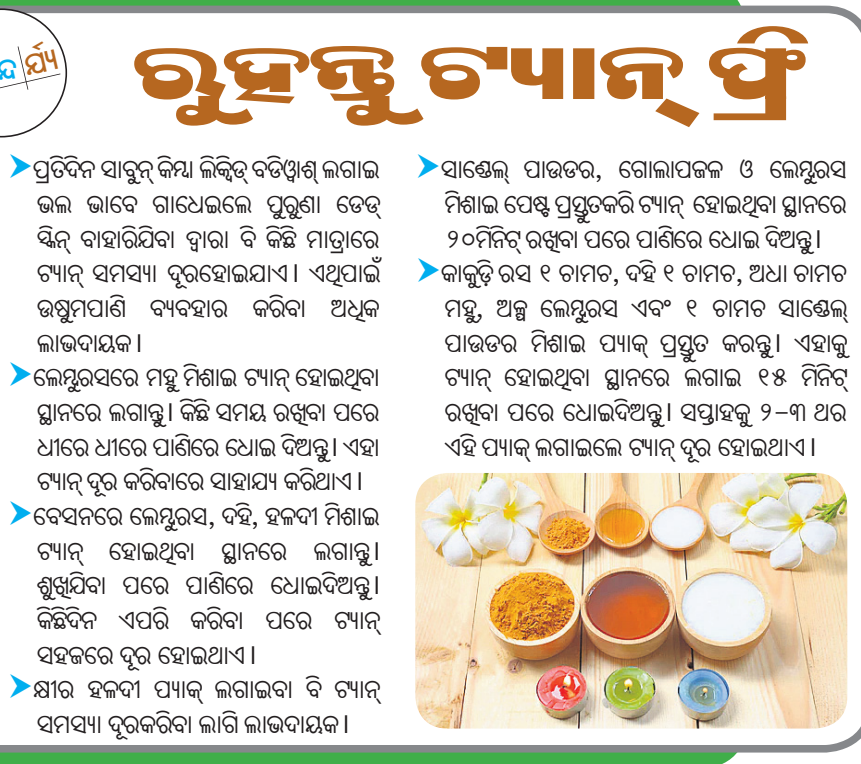 ର୍ଯ୍ୟ
ରୁହନ୍ତୁ ଟ୍ୟାନ୍ ଫ୍ରି
➤ପ୍ରତିଦିନ ସାବୁନ୍ କିମ୍ବା ଲିକ୍ୱିଡ୍ ବଡିୱାଶ୍ ଲଗାଇ
ଭଲ ଭାବେ ଗାଧେଇଲେ ପୁରୁଣା ଡେଡ୍
ସ୍କିନ୍ ବାହାରିଯିବା ଦ୍ୱାରା ବି କିଛି ମାତ୍ରାରେ
ଟ୍ୟାନ୍ ସମସ୍ୟା ଦୂରହୋଇଯାଏ। ଏଥିପାଇଁ
ଉଷୁମପାଣି ବ୍ୟବହାର କରିବା ଅଧିକ
ଲାଭଦାୟକ।
➤ଲେମ୍ବୁରସରେ ମହୁ ମିଶାଇ ଟ୍ୟାନ୍ ହୋଇଥିବା
ସ୍ଥାନରେ ଲଗାନ୍ତୁ। କିଛି ସମୟ ରଖିବା ପରେ
ଧୀରେ ଧୀରେ ପାଣିରେ ଧୋଇ ଦିଅନ୍ତୁ। ଏହା
ଟ୍ୟାନ୍ ଦୂର କରିବାରେ ସାହାଯ୍ୟ କରିଥାଏ।
➤ବେସନରେ ଲେମ୍ବୁରସ, ଦହି, ହଳଦୀ ମିଶାଇ
ଟ୍ୟାନ୍ ହୋଇଥିବା ସ୍ଥାନରେ ଲଗାନ୍ତୁ।
ଶୁଖିଯିବା ପରେ ପାଣିରେ ଧୋଇଦିଅନ୍ତୁ।
କିଛିଦିନ ଏପରି କରିବା ପରେ ଟ୍ୟାନ୍
ସହଜରେ ଦୂର ହୋଇଥାଏ।
➤କ୍ଷୀର ହଳଦୀ ପ୍ୟାକ୍ ଲଗାଇବା ବି ଟ୍ୟାନ୍
ସମସ୍ୟା ଦୂରକରିବା ଲାଗି ଲାଭଦାୟକ।
➤ସାଣ୍ଡେଲ୍ ପାଉଡର, ଗୋଲାପଜଳ ଓ ଲେମ୍ବୁରସ
ମିଶାଇ ପେଷ୍ଟ ପ୍ରସ୍ତୁତକରି ଟ୍ୟାନ୍ ହୋଇଥିବା ସ୍ଥାନରେ
୨୦ମିନିଟ୍ ରଖିବା ପରେ ପାଣିରେ ଧୋଇ ଦିଅନ୍ତୁ।
➤କାକୁଡ଼ି ରସ ୧ ଚାମଚ, ଦହି ୧ ଚାମଚ, ଅଧା ଚାମଚ
ମହୁ, ଅଳ୍ପ ଲେମ୍ବୁରସ ଏବଂ ୧ ଚାମଚ ସାଣ୍ଡେଲ୍
ପାଉଡର ମିଶାଇ ପ୍ୟାକ୍ ପ୍ରସ୍ତୁତ କରନ୍ତୁ। ଏହାକୁ
ଟ୍ୟାନ୍ ହୋଇଥିବା ସ୍ଥାନରେ ଲଗାଇ ୧୫ ମିନିଟ୍
ରଖିବା ପରେ ଧୋଇଦିଅନ୍ତୁ। ସପ୍ତାହକୁ ୨-୩ ଥର
ଏହି ପ୍ୟାକ୍ ଲଗାଇଲେ ଟ୍ୟାନ୍ ଦୂର ହୋଇଥାଏ।